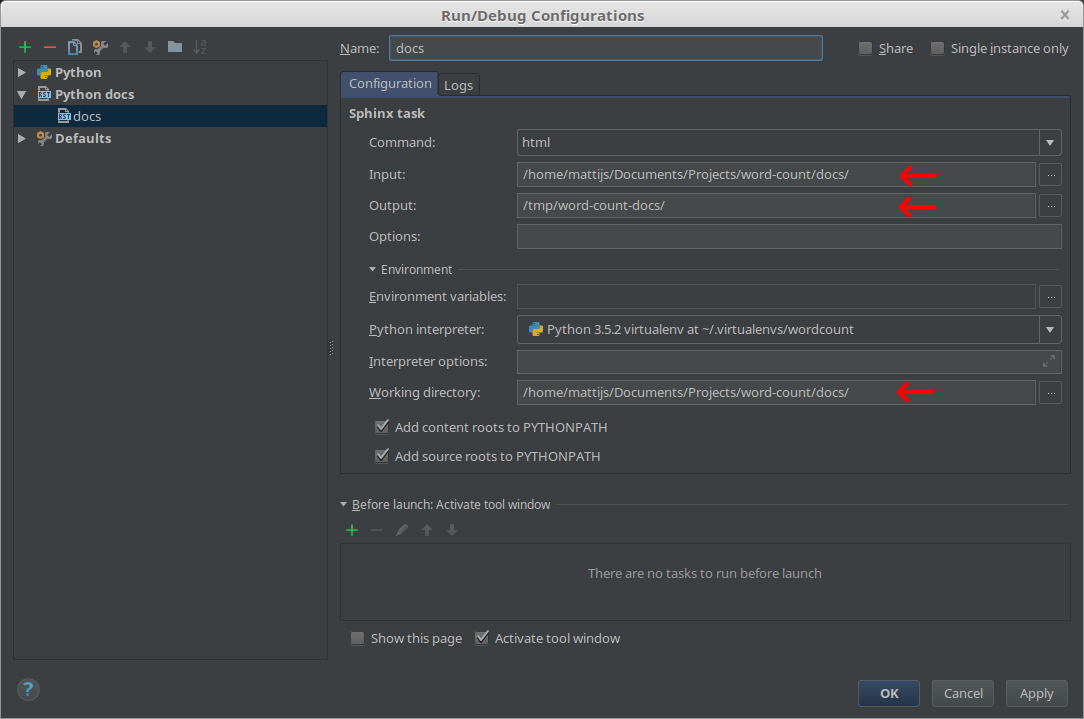 Run/Debug Configurations
Name: docs
Share
Single instance only
Python
Python docs
docs
Defaults
Configuration
Logs
Sphinx task
Command: html
Input: /home/mattijs/Documents/Projects/word-count/docs/
Output: /tmp/word-count-docs/
Options:
Environment
Environment variables:
Python interpreter: Python 3.5.2 virtualenv at ~/.virtualenvs/wordcount
Interpreter options:
Working directory: /home/mattijs/Documents/Projects/word-count/docs/
Add content roots to PYTHONPATH
Add source roots to PYTHONPATH
Before launch: Activate tool window
There are no tasks to run before launch
Show this page
Activate tool window
OK
Cancel
Apply